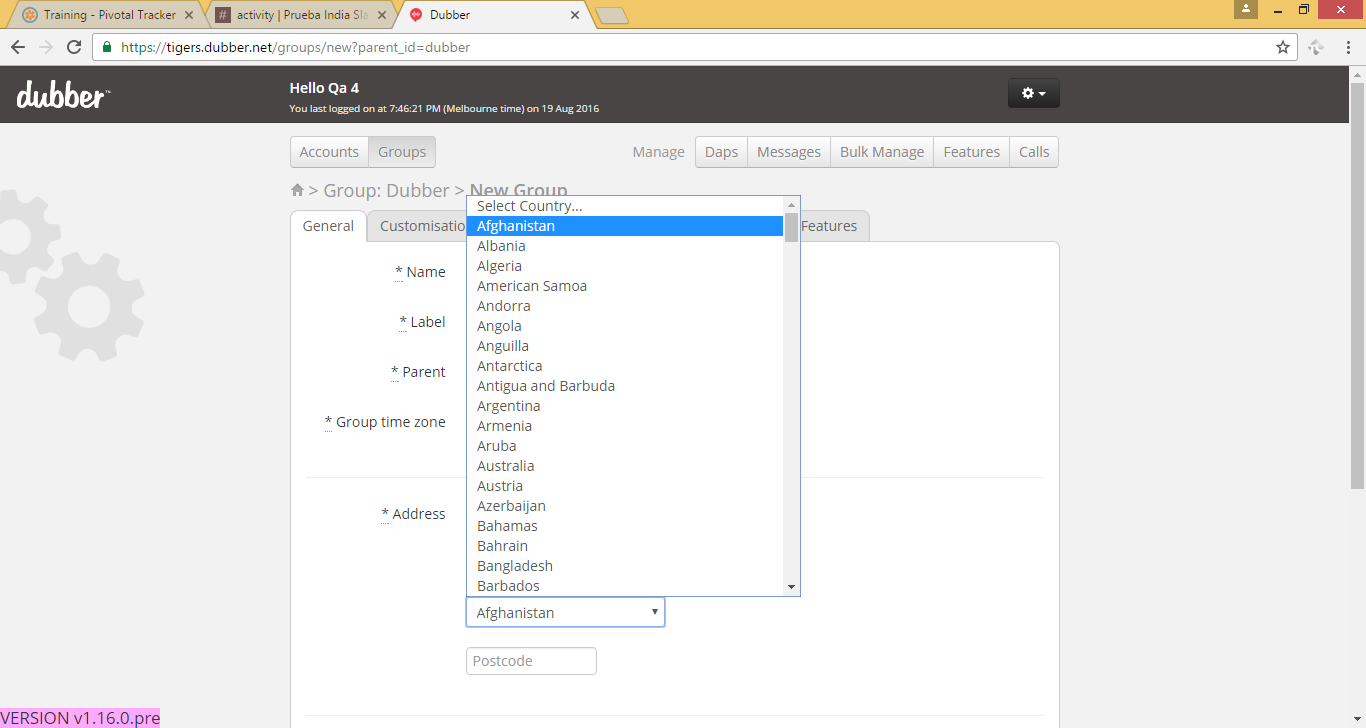 Training - Pivotal Tracker
activity | Prueba India Sla
Dubber
https://tigers.dubber.net/groups/new?parent_id=dubber
dubber™
Hello Qa 4
You last logged on at 7:46:21 PM (Melbourne time) on 19 Aug 2016
Accounts Groups Manage Daps Messages Bulk Manage Features Calls
> Group: Dubber > New Group
General Customisatio Features
* Name
* Label
* Parent
* Group time zone
* Address
Select Country...
Afghanistan
Albania
Algeria
American Samoa
Andorra
Angola
Anguilla
Antarctica
Antigua and Barbuda
Argentina
Armenia
Aruba
Australia
Austria
Azerbaijan
Bahamas
Bahrain
Bangladesh
Barbados
Afghanistan
Postcode
VERSION v1.16.0.pre